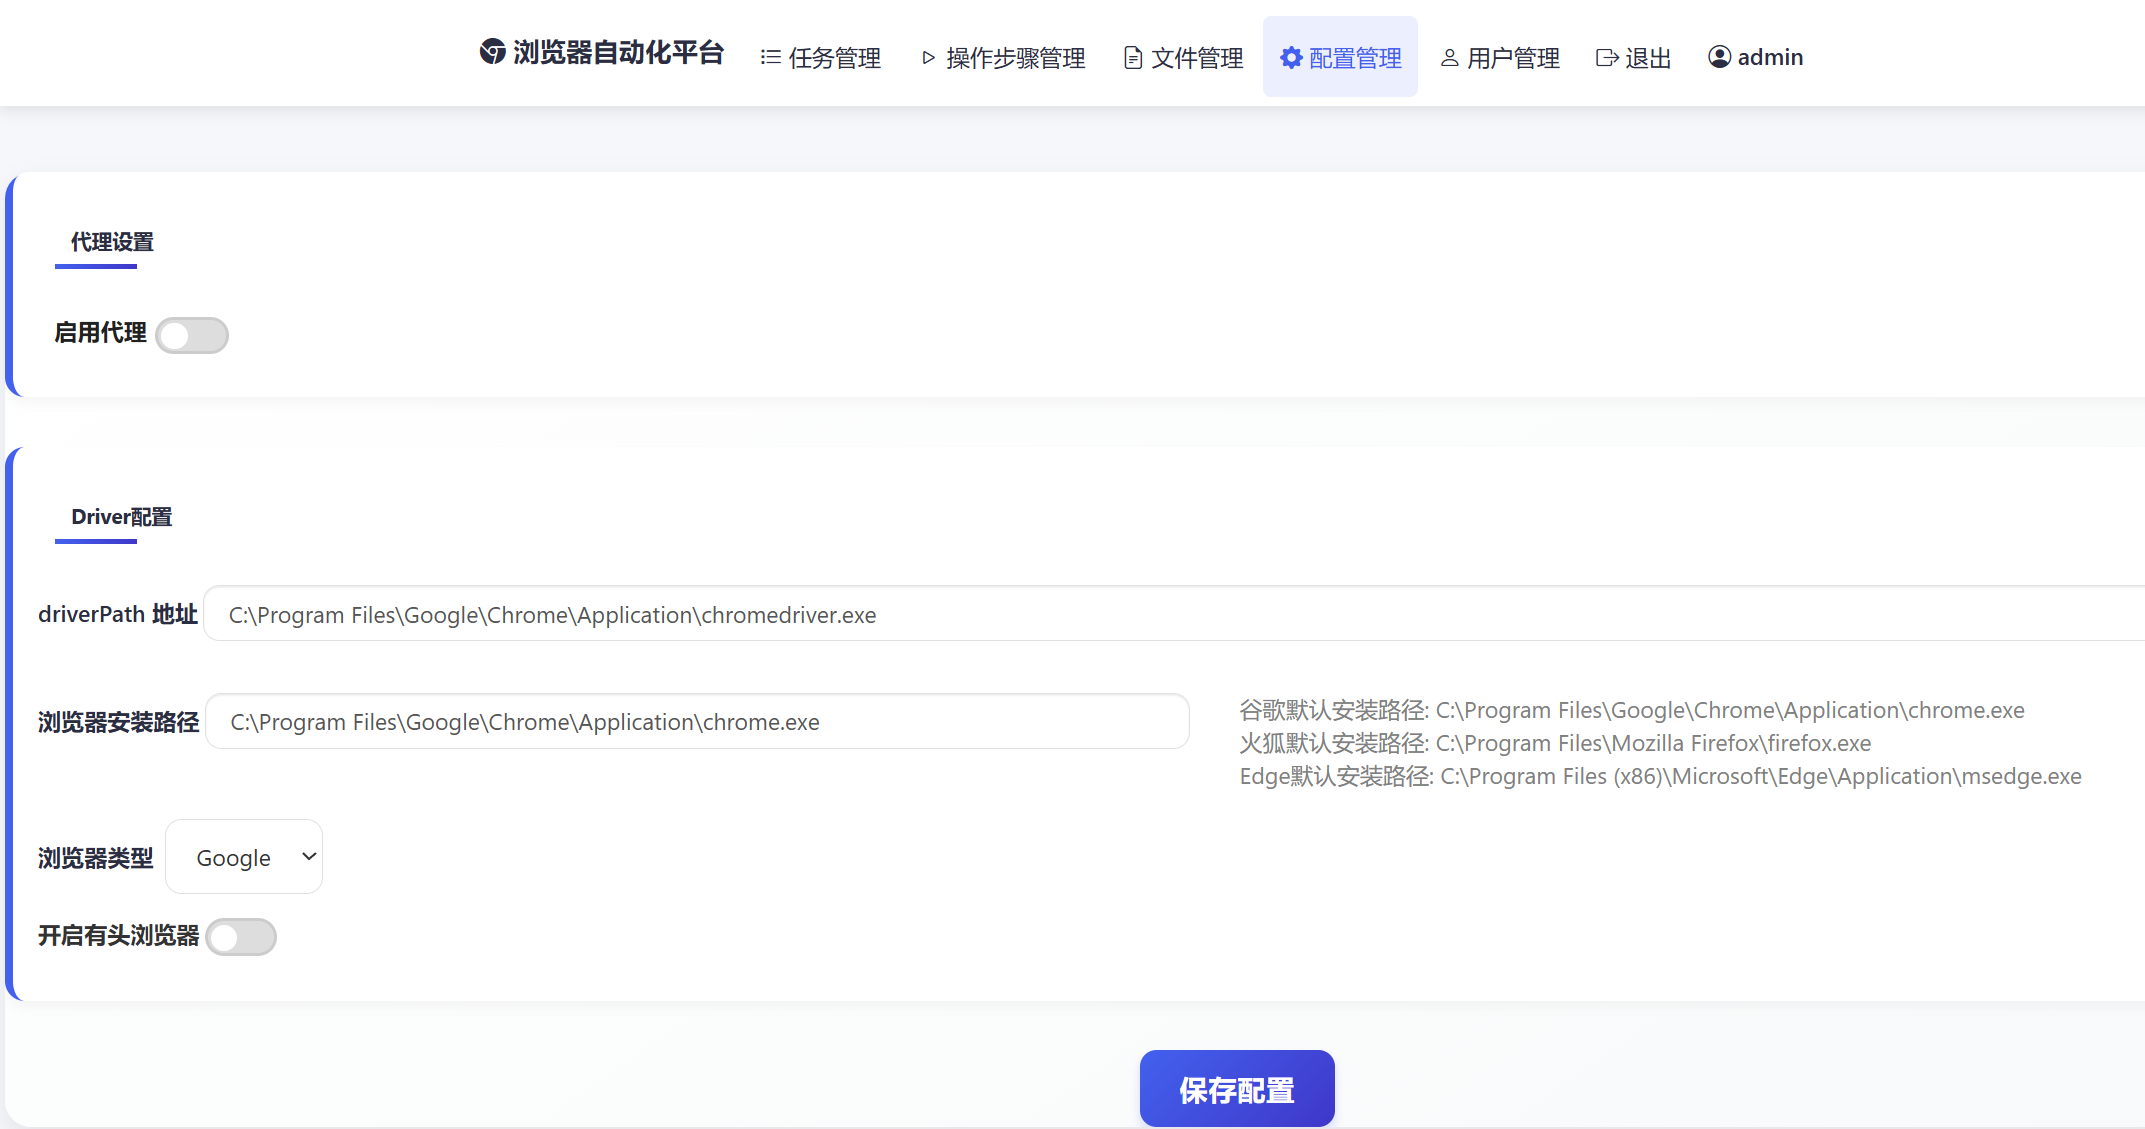 浏览器自动化平台 任务管理 操作步骤管理 文件管理 配置管理 用户管理 退出 admin
代理设置
启用代理
Driver配置
driverPath 地址 C:\Program Files\Google\Chrome\Application\chromedriver.exe
浏览器安装路径 C:\Program Files\Google\Chrome\Application\chrome.exe
谷歌默认安装路径: C:\Program Files\Google\Chrome\Application\chrome.exe
火狐默认安装路径: C:\Program Files\Mozilla Firefox\firefox.exe
Edge默认安装路径: C:\Program Files (x86)\Microsoft\Edge\Application\msedge.exe
浏览器类型 Google
开启有头浏览器
保存配置